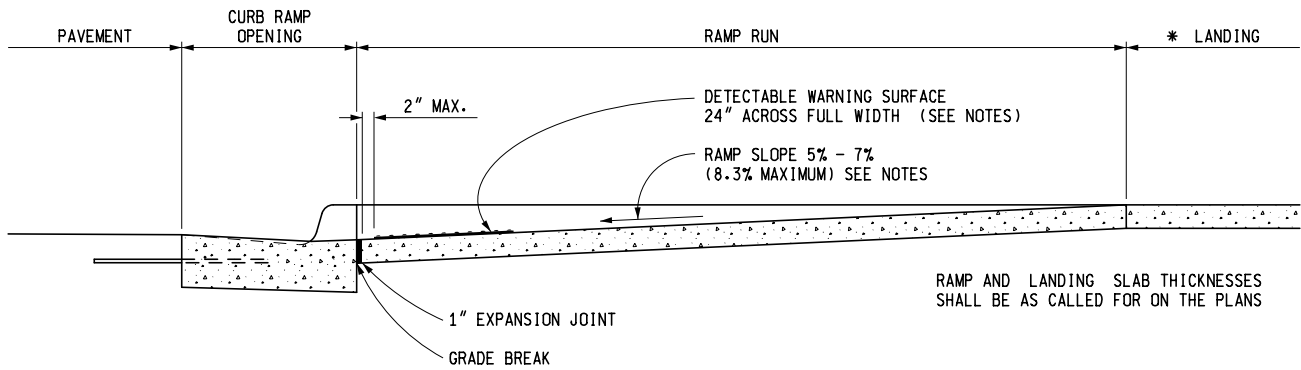 CURB RAMP
PAVEMENT OPENING RAMP RUN * LANDING
2" MAX.
DETECTABLE WARNING SURFACE
24" ACROSS FULL WIDTH (SEE NOTES)
RAMP SLOPE 5% - 7%
(8.3% MAXIMUM) SEE NOTES
RAMP AND LANDING SLAB THICKNESSES
SHALL BE AS CALLED FOR ON THE PLANS
1" EXPANSION JOINT
GRADE BREAK